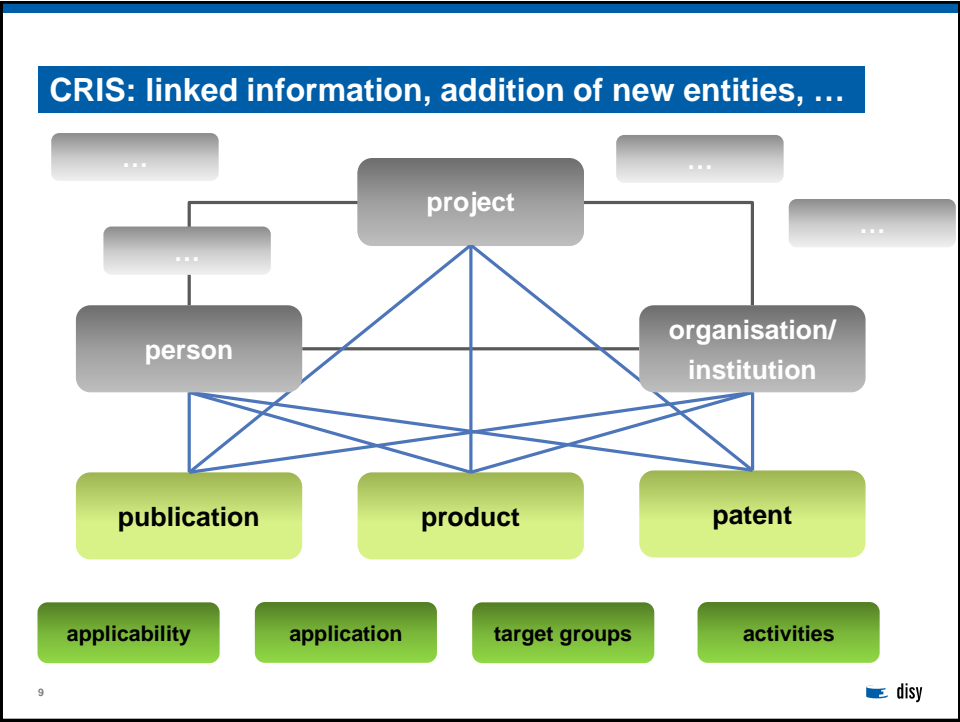 CRIS: linked information, addition of new entities, …
…
…
project
…
…
person
organisation/
institution
publication
product
patent
applicability
application
target groups
activities
9
disy